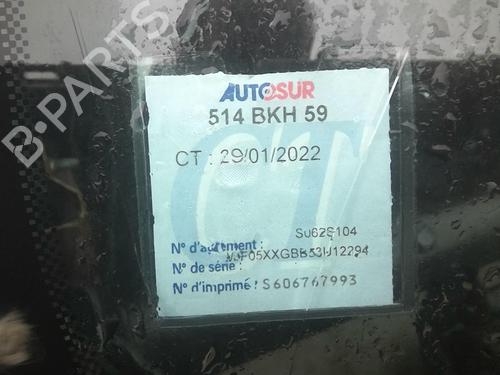 B-PARTS
AUTOSUR
514 BKH 59
CT : 29/01/2022
CT
S062S104
N° d'agrément :
N° de série :
N° d'imprimé : S606767993